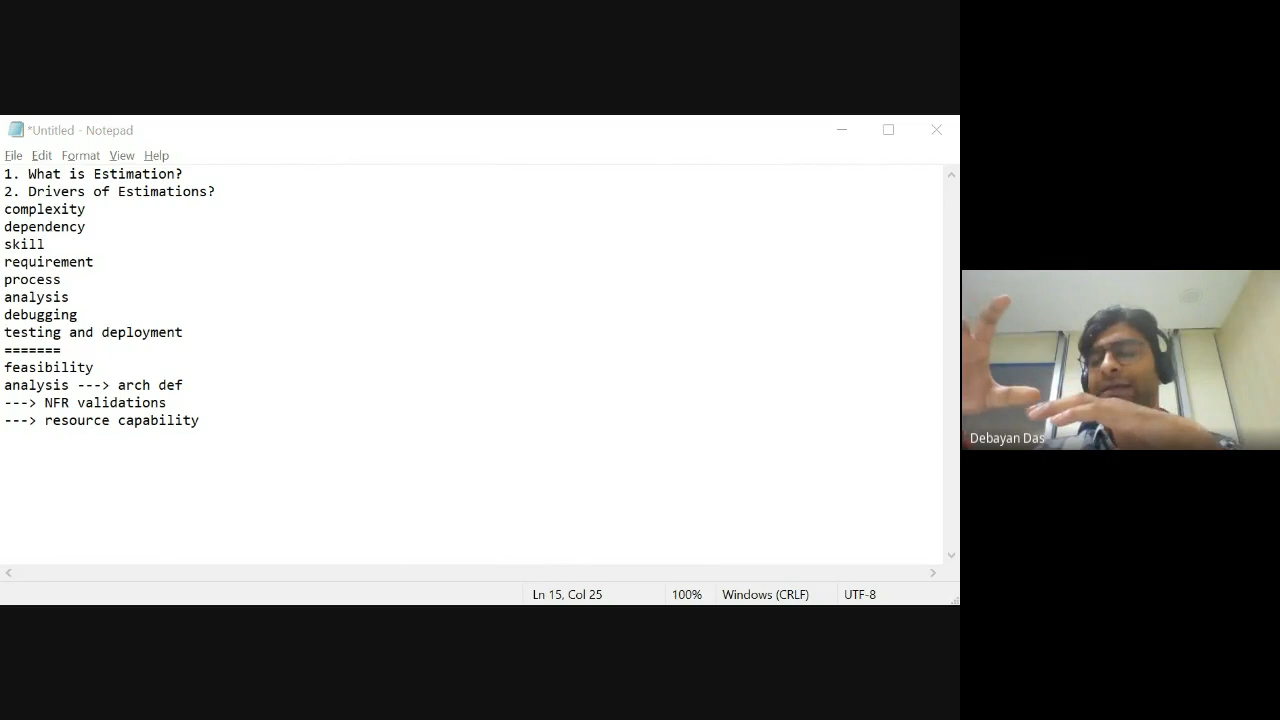 *Untitled - Notepad
File Edit Format View Help
1. What is Estimation?
2. Drivers of Estimations?
complexity
dependency
skill
requirement
process
analysis
debugging
testing and deployment
=======
feasibility
analysis ---> arch def
---> NFR validations
---> resource capability
Ln 15, Col 25 100% Windows (CRLF) UTF-8
Debayan Das